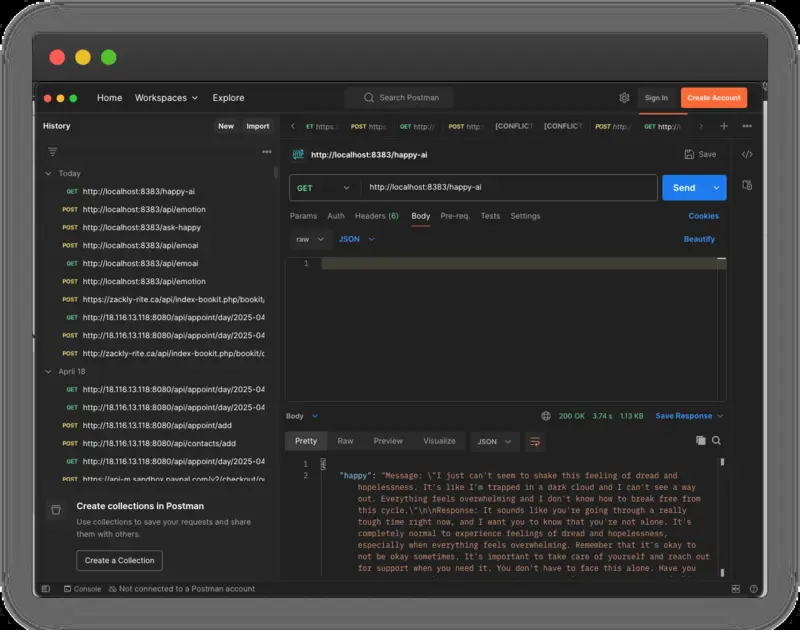 Home Workspaces Explore
Search Postman
Sign In
Create Account
History
New Import
Today
GET http://localhost:8383/happy-ai
POST http://localhost:8383/api/emotion
POST http://localhost:8383/ask-happy
POST http://localhost:8383/api/emoai
GET http://localhost:8383/api/emoai
POST http://localhost:8383/api/emotion
POST https://zackly-rite.ca/api/index-bookit.php/bookit/
GET http://18.116.13.118:8080/api/appoint/day/2025-04
POST http://18.116.13.118:8080/api/appoint/day/2025-04
POST http://zackly-rite.ca/api/index-bookit.php/bookit/
April 18
GET http://18.116.13.118:8080/api/appoint/day/2025-04
GET http://18.116.13.118:8080/api/appoint/day/2025-04
POST http://18.116.13.118:8080/api/appoint/add
POST http://18.116.13.118:8080/api/contacts/add
GET http://18.116.13.118:8080/api/appoint/day/2025-04
POST https://api-m.sandbox.paypal.com/v2/checkout/
Create collections in Postman
Use collections to save your requests and share
them with others.
Create a Collection
ET https: POST https GET http:/ POST http: [CONFLICT [CONFLICT POST http: GET http:/
HTTP http://localhost:8383/happy-ai
Save
GET http://localhost:8383/happy-ai
Send
Params Auth Headers (6) Body Pre-req. Tests Settings
Cookies
raw JSON
Beautify
1
Body
200 OK 3.74 s 1.13 KB Save Response
Pretty Raw Preview Visualize JSON
1 {
2 "happy": "Message: \"I just can't seem to shake this feeling of dread and
hopelessness. It's like I'm trapped in a dark cloud and I can't see a way
out. Everything feels overwhelming and I don't know how to break free from
this cycle.\"\n\nResponse: It sounds like you're going through a really
tough time right now, and I want you to know that you're not alone. It's
completely normal to experience feelings of dread and hopelessness,
especially when everything feels overwhelming. Remember that it's okay to
not be okay sometimes. It's important to take care of yourself and reach out
for support when you need it. You don't have to face this alone. Have you
Console Not connected to a Postman account